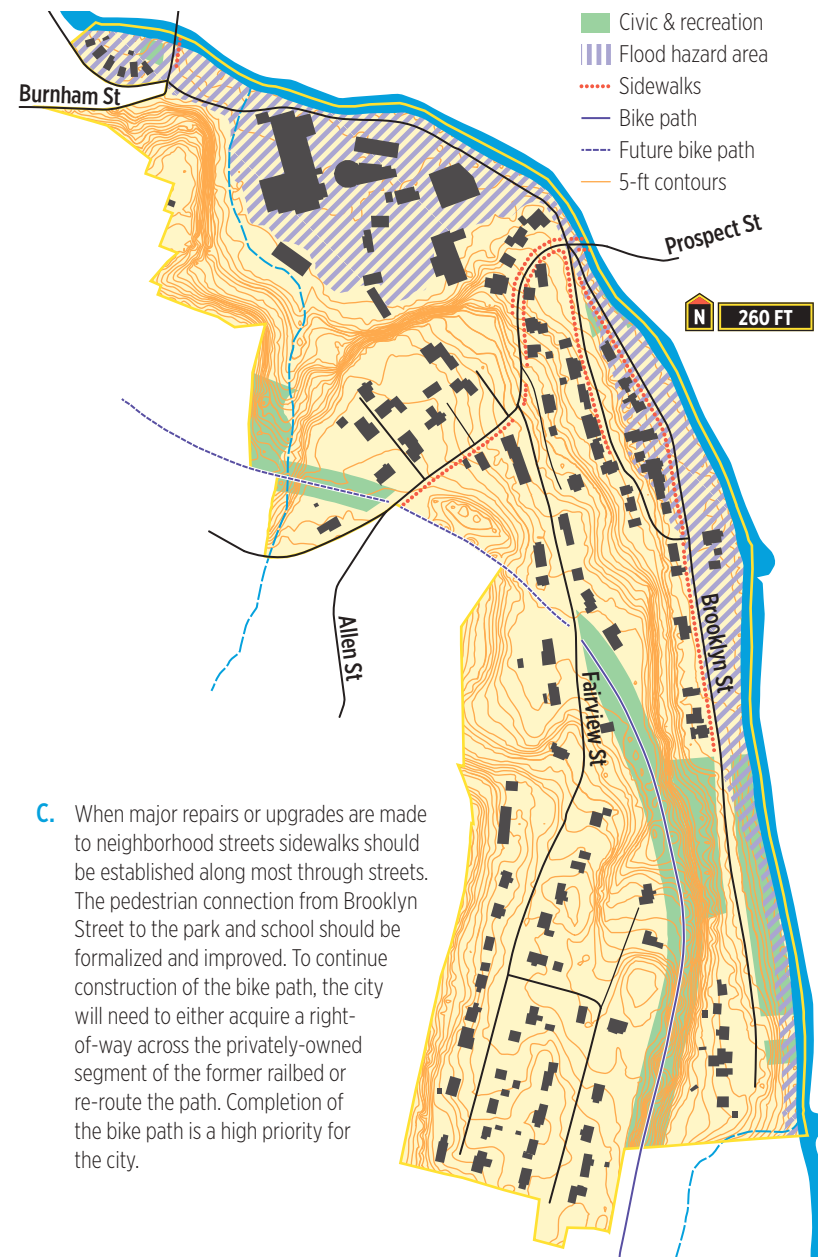 Civic & recreation
Flood hazard area
Sidewalks
Bike path
Future bike path
5-ft contours
Burnham St
Prospect St
N 260 FT
Allen St
Fairview St
Brooklyn St
C. When major repairs or upgrades are made
to neighborhood streets sidewalks should
be established along most through streets.
The pedestrian connection from Brooklyn
Street to the park and school should be
formalized and improved. To continue
construction of the bike path, the city
will need to either acquire a right-
of-way across the privately-owned
segment of the former railbed or
re-route the path. Completion of
the bike path is a high priority for
the city.